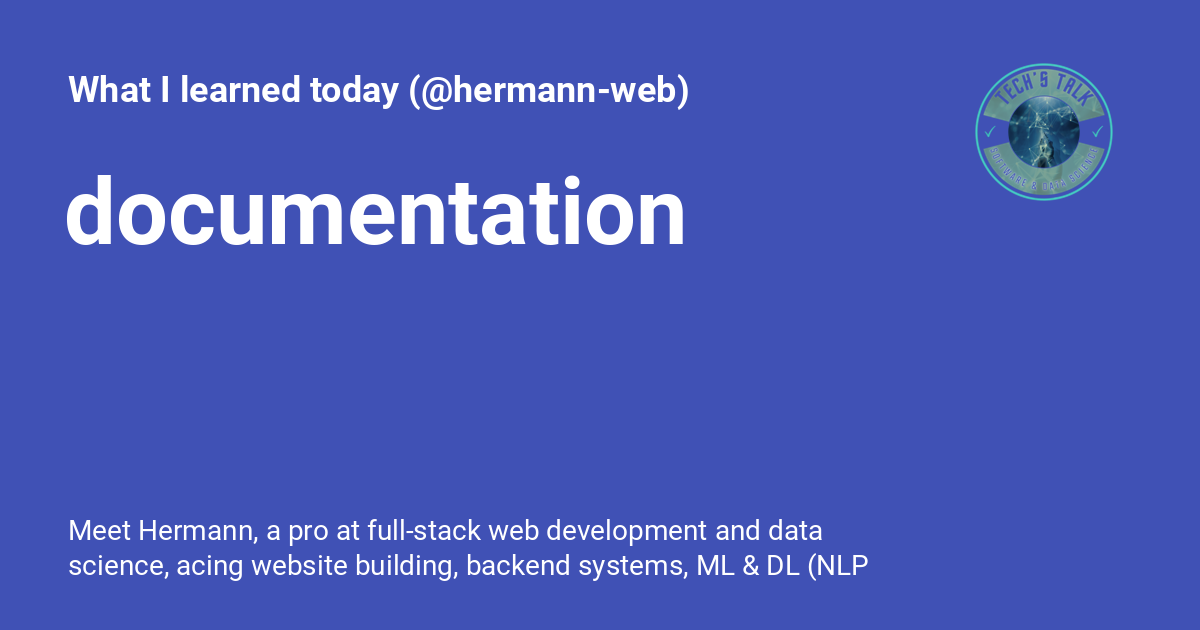 What I learned today (@hermann-web)
TECH'S TALK
SOFTWARE & DATA SCIENCE
documentation
Meet Hermann, a pro at full-stack web development and data
science, acing website building, backend systems, ML & DL (NLP